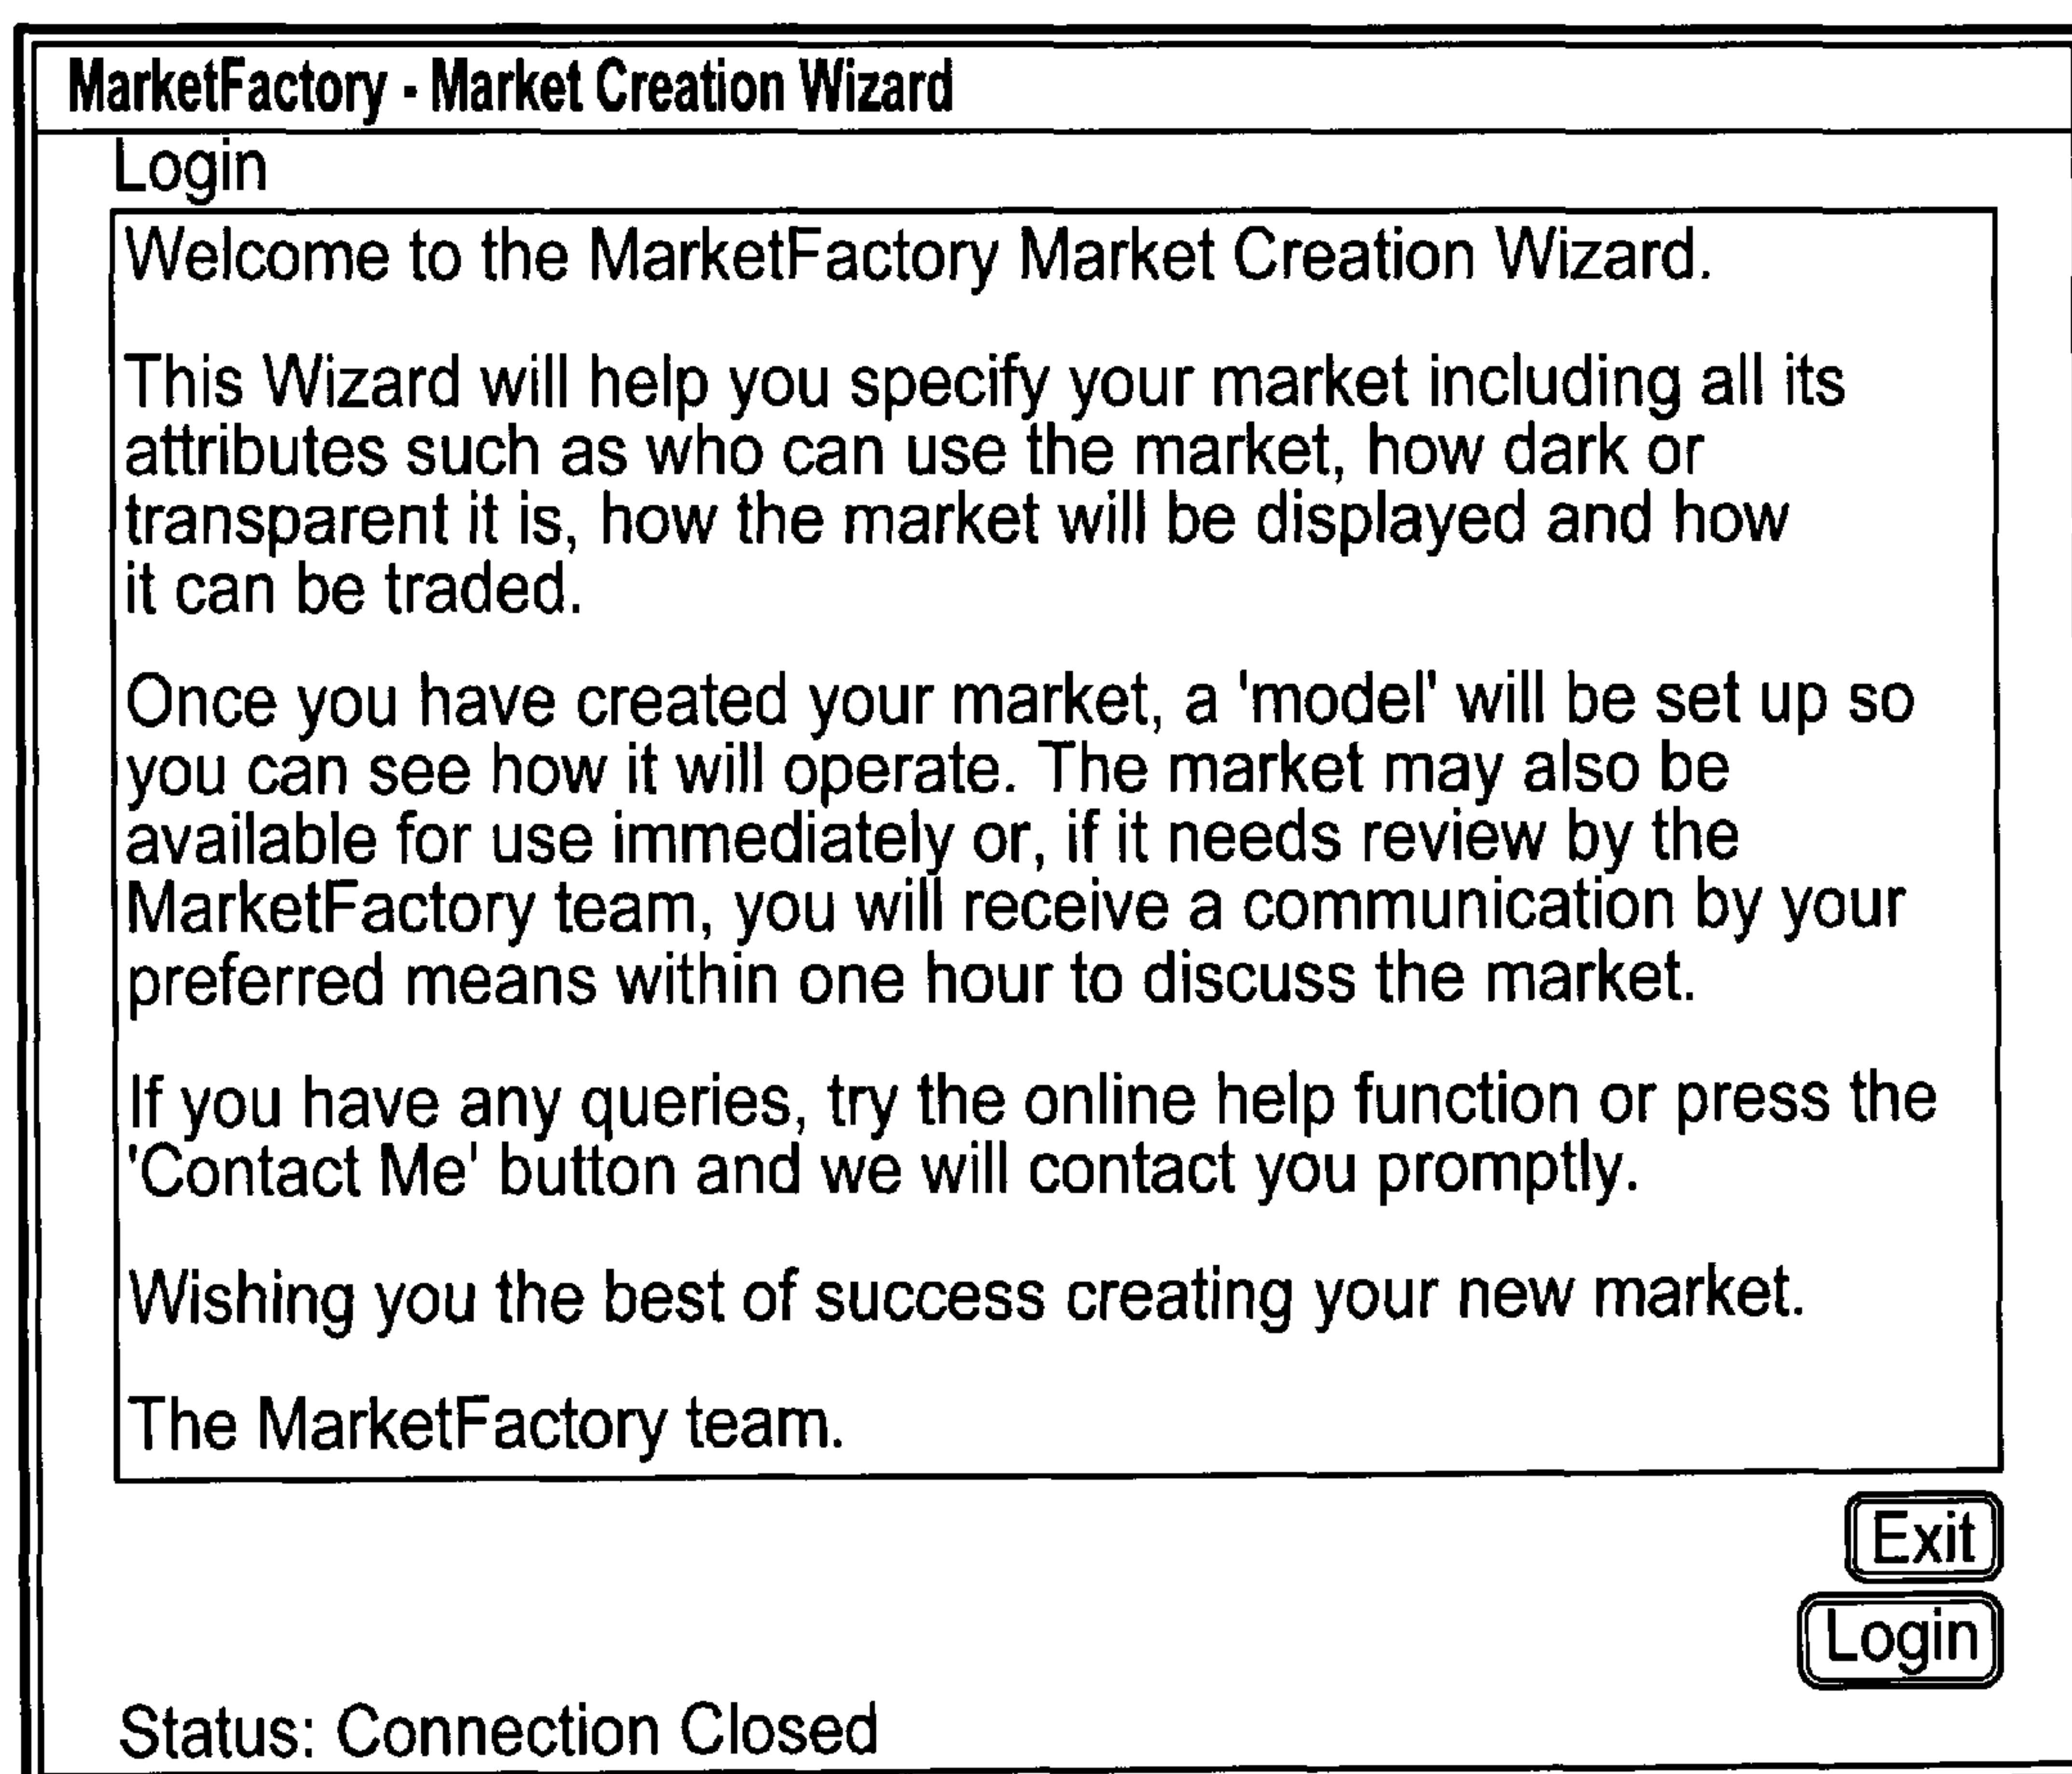 MarketFactory - Market Creation Wizard
Login
Welcome to the MarketFactory Market Creation Wizard.
This Wizard will help you specify your market including all its
attributes such as who can use the market, how dark or
transparent it is, how the market will be displayed and how
it can be traded.
Once you have created your market, a 'model' will be set up so
you can see how it will operate. The market may also be
available for use immediately or, if it needs review by the
MarketFactory team, you will receive a communication by your
preferred means within one hour to discuss the market.
If you have any queries, try the online help function or press the
'Contact Me' button and we will contact you promptly.
Wishing you the best of success creating your new market.
The MarketFactory team.
Exit
Login
Status: Connection Closed